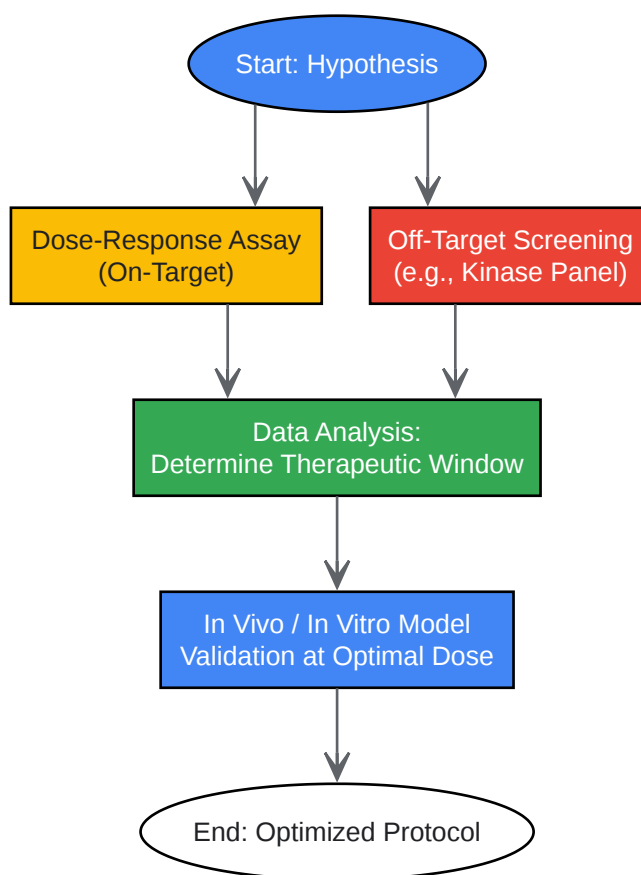 Start: Hypothesis
Dose-Response Assay
(On-Target)
Off-Target Screening
(e.g., Kinase Panel)
Data Analysis:
Determine Therapeutic Window
In Vivo / In Vitro Model
Validation at Optimal Dose
End: Optimized Protocol